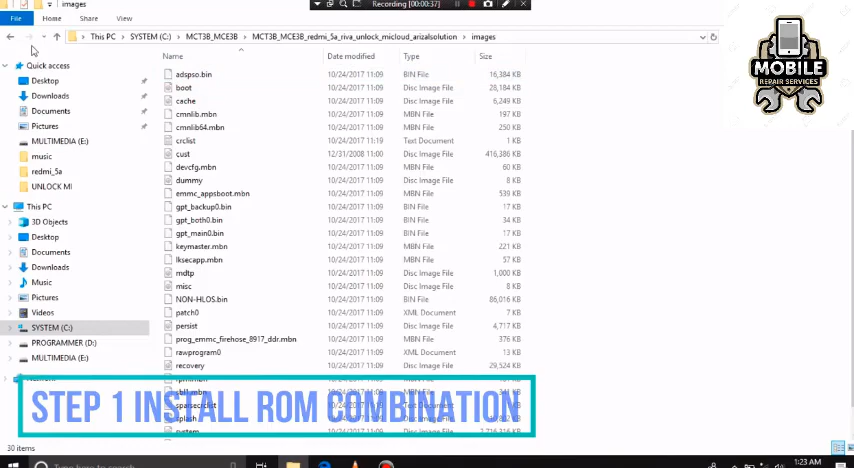 images
Recording [00:00:37]
File Home Share View
This PC > SYSTEM (C:) > MCT3B_MCE3B > MCT3B_MCE3B_redmi_5a_riva_unlock_micloud_arizalsolution > images
Name Date modified Type Size
Quick access
Desktop
Downloads
Documents
Pictures
MULTIMEDIA (E:)
music
redmi_5a
UNLOCK MI
This PC
3D Objects
Desktop
Documents
Downloads
Music
Pictures
Videos
SYSTEM (C:)
PROGRAMMER (D:)
MULTIMEDIA (E:)
adspso.bin 10/24/2017 11:09 BIN File 16,384 KB
boot 10/24/2017 11:09 Disc Image File 28,184 KB
cache 10/24/2017 11:09 Disc Image File 6,249 KB
cmnlib.mbn 10/24/2017 11:09 MBN File 197 KB
cmnlib64.mbn 10/24/2017 11:09 MBN File 250 KB
crclist 10/24/2017 11:19 Text Document 1 KB
cust 12/31/2008 11:00 Disc Image File 416,386 KB
devcfg.mbn 10/24/2017 11:09 MBN File 60 KB
dummy 10/24/2017 11:09 Disc Image File 8 KB
emmc_appsboot.mbn 10/24/2017 11:09 MBN File 539 KB
gpt_backup0.bin 10/24/2017 11:09 BIN File 17 KB
gpt_both0.bin 10/24/2017 11:09 BIN File 34 KB
gpt_main0.bin 10/24/2017 11:09 BIN File 17 KB
keymaster.mbn 10/24/2017 11:09 MBN File 221 KB
lksecapp.mbn 10/24/2017 11:09 MBN File 57 KB
mdtp 10/24/2017 11:09 Disc Image File 1,000 KB
misc 10/24/2017 11:09 Disc Image File 8 KB
NON-HLOS.bin 10/24/2017 11:09 BIN File 86,016 KB
patch0 10/24/2017 11:09 XML Document 7 KB
persist 10/24/2017 11:09 Disc Image File 4,717 KB
prog_emmc_firehose_8917_ddr.mbn 10/24/2017 11:09 MBN File 376 KB
rawprogram0 10/24/2017 11:09 XML Document 13 KB
recovery 10/24/2017 11:09 Disc Image File 29,524 KB
STEP 1 INSTALL ROM COMBINATION
30 items
Type here to search
1:23 AM
MOBILE
REPAIR SERVICES